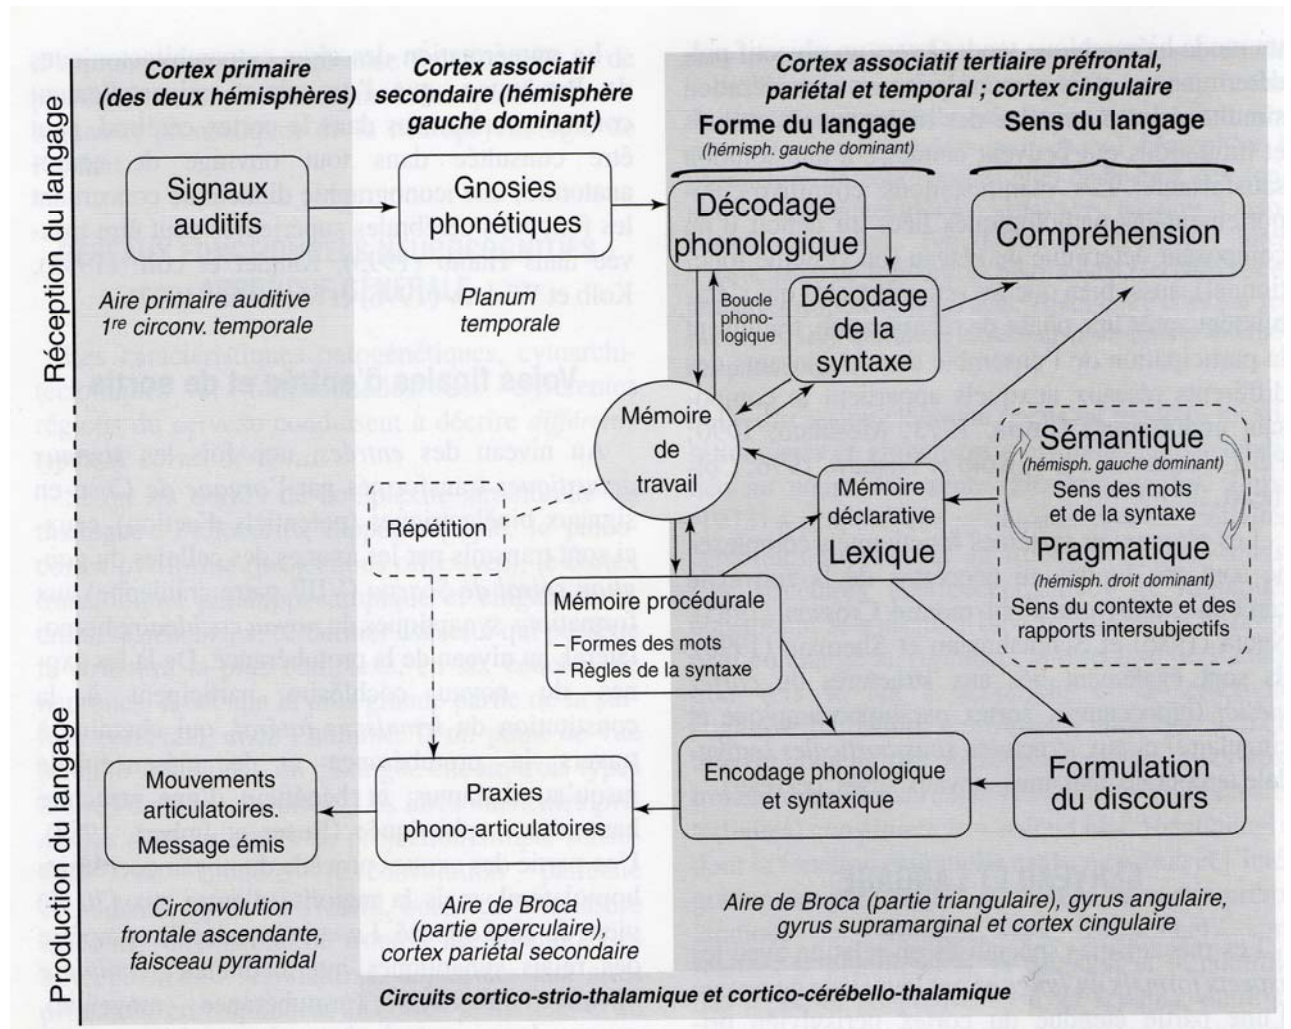 Réception du langage
Production du langage
Cortex primaire
(des deux hémisphères)
Cortex associatif
secondaire (hémisphère
gauche dominant)
Cortex associatif tertiaire préfrontal,
pariétal et temporal ; cortex cingulaire
Forme du langage
(hémisph. gauche dominant)
Sens du langage
Signaux
auditifs
Gnosies
phonétiques
Décodage
phonologique
Compréhension
Aire primaire auditive
1re circonv. temporale
Planum
temporale
Boucle
phono-
logique
Décodage
de la
syntaxe
Mémoire
de
travail
Répétition
Mémoire
déclarative
Lexique
Sémantique
(hémisph. gauche dominant)
Sens des mots
et de la syntaxe
Pragmatique
(hémisph. droit dominant)
Sens du contexte et des
rapports intersubjectifs
Mémoire procédurale
– Formes des mots
– Règles de la syntaxe
Mouvements
articulatoires.
Message émis
Praxies
phono-articulatoires
Encodage phonologique
et syntaxique
Formulation
du discours
Circonvolution
frontale ascendante,
faisceau pyramidal
Aire de Broca
(partie operculaire),
cortex pariétal secondaire
Aire de Broca (partie triangulaire), gyrus angulaire,
gyrus supramarginal et cortex cingulaire
Circuits cortico-strio-thalamique et cortico-cérébello-thalamique